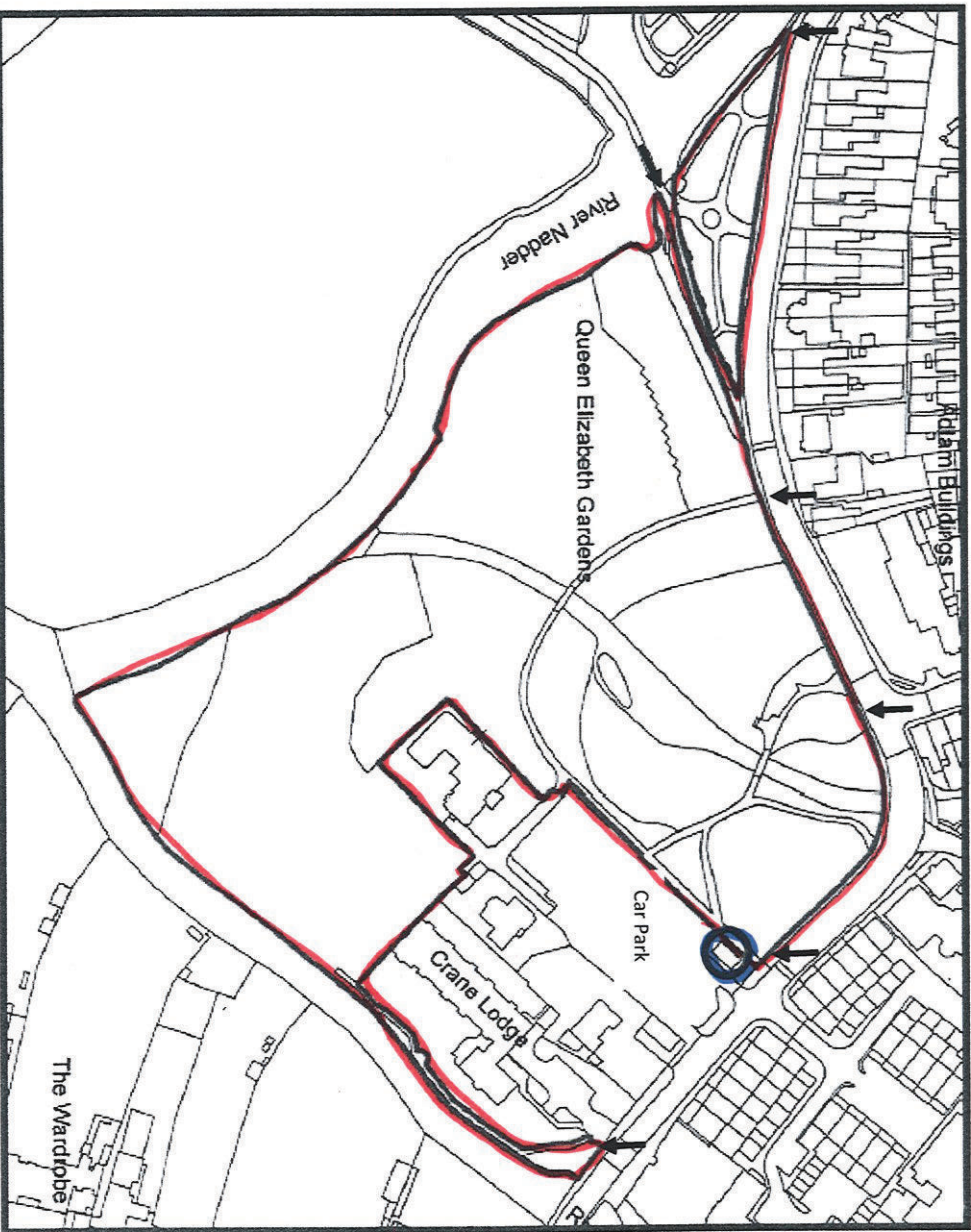 Adlam Buildings
River Nadder
Queen Elizabeth Gardens
Car Park
Crane Lodge
The Wardrobe
R